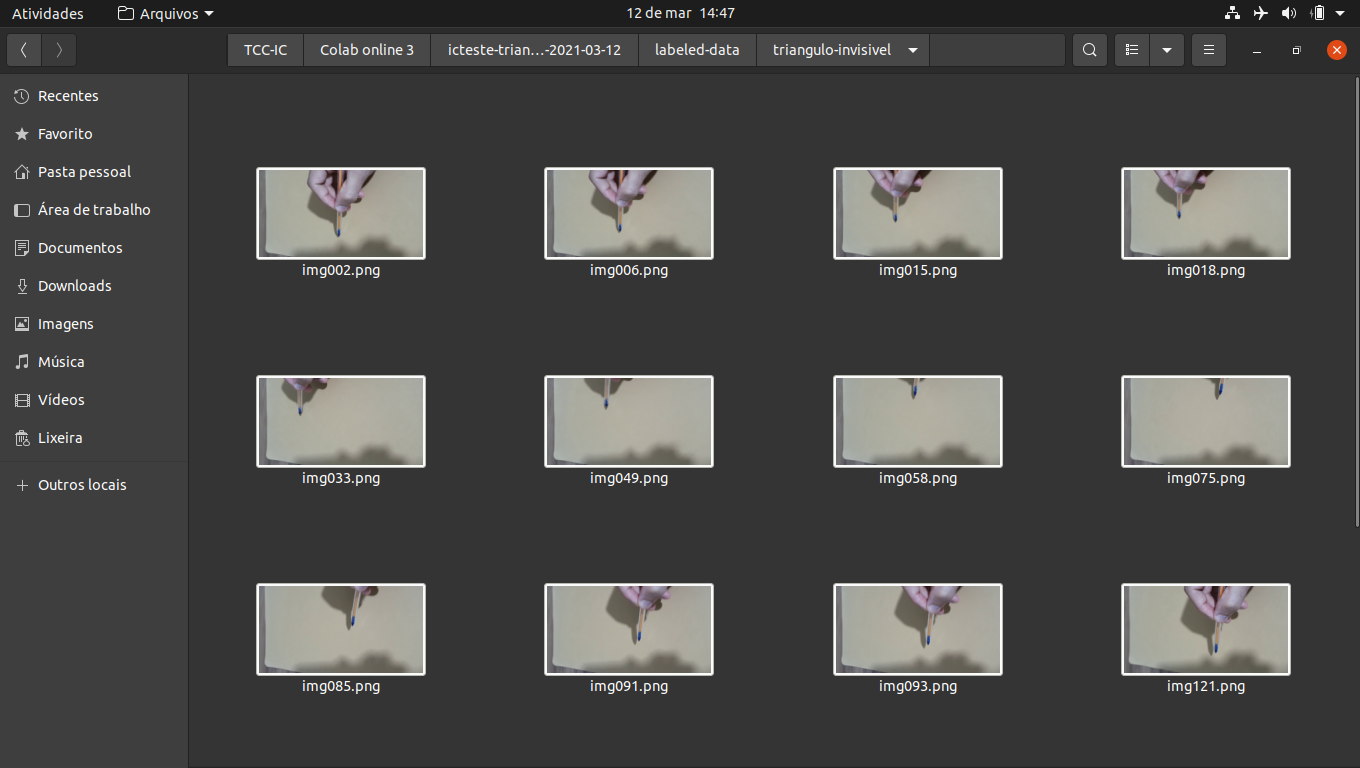 Atividades Arquivos 12 de mar 14:47
TCC-IC Colab online 3 icteste-trian...-2021-03-12 labeled-data triangulo-invisivel
Recentes
Favorito
Pasta pessoal
Área de trabalho
Documentos
Downloads
Imagens
Música
Vídeos
Lixeira
Outros locais
img002.png img006.png img015.png img018.png
img033.png img049.png img058.png img075.png
img085.png img091.png img093.png img121.png